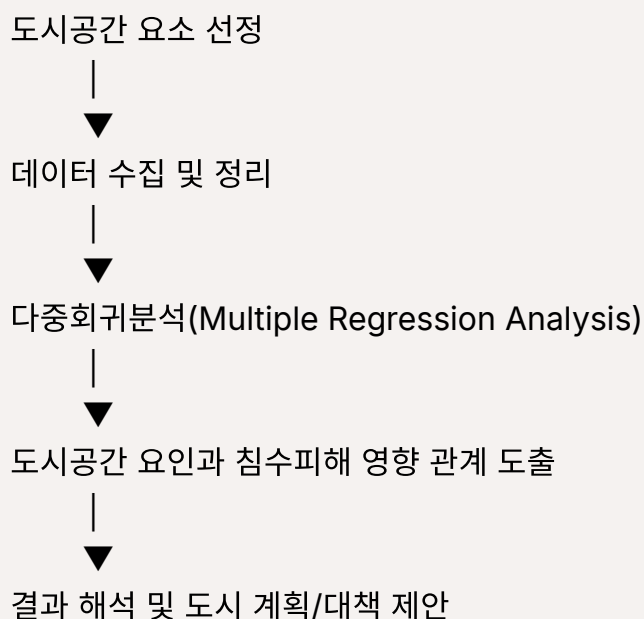 도시공간 요소 선정
│
▼
데이터 수집 및 정리
│
▼
다중회귀분석(Multiple Regression Analysis)
│
▼
도시공간 요인과 침수피해 영향 관계 도출
│
▼
결과 해석 및 도시 계획/대책 제안